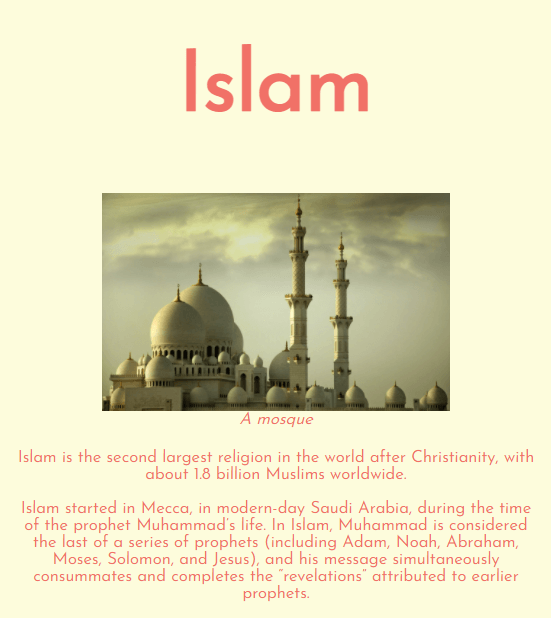 Islam
A mosque
Islam is the second largest religion in the world after Christianity, with
about 1.8 billion Muslims worldwide.
Islam started in Mecca, in modern-day Saudi Arabia, during the time
of the prophet Muhammad's life. In Islam, Muhammad is considered
the last of a series of prophets (including Adam, Noah, Abraham,
Moses, Solomon, and Jesus), and his message simultaneously
consummates and completes the "revelations" attributed to earlier
prophets.